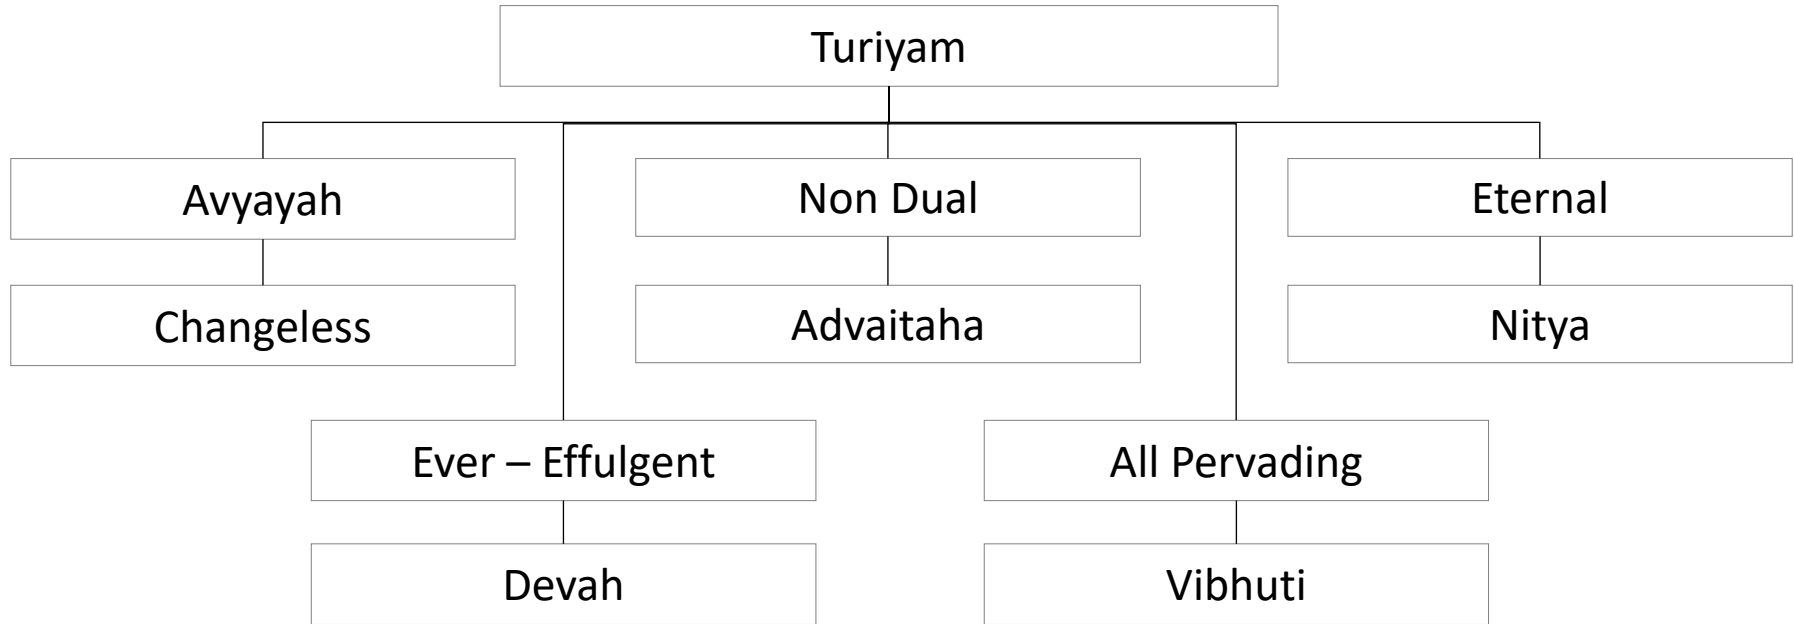 Turiyam
Avyayah
Non Dual
Eternal
Changeless
Advaitaha
Nitya
Ever – Effulgent
All Pervading
Devah
Vibhuti